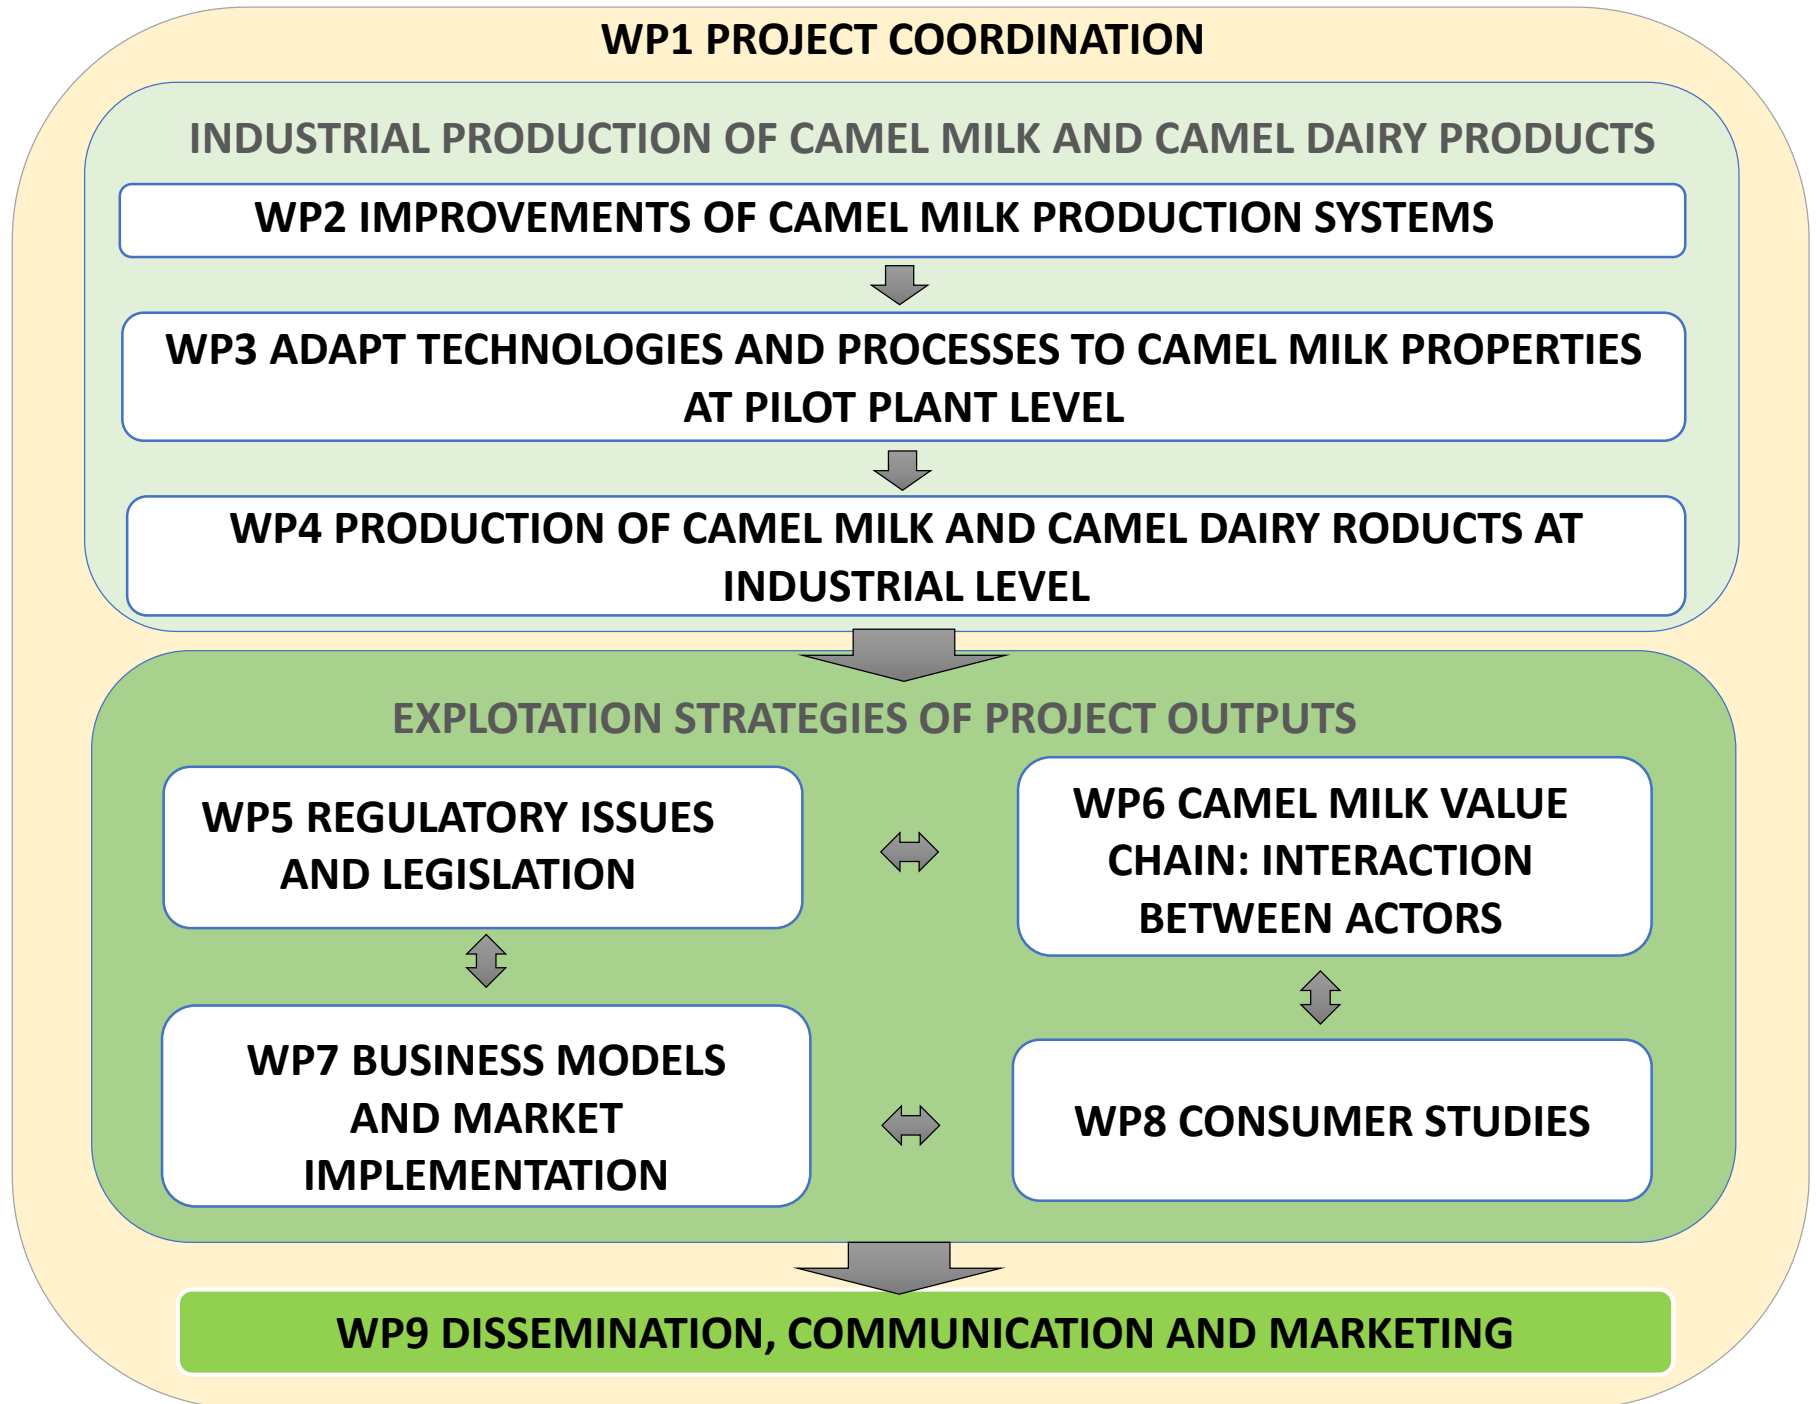 WP1 PROJECT COORDINATION
INDUSTRIAL PRODUCTION OF CAMEL MILK AND CAMEL DAIRY PRODUCTS
WP2 IMPROVEMENTS OF CAMEL MILK PRODUCTION SYSTEMS
WP3 ADAPT TECHNOLOGIES AND PROCESSES TO CAMEL MILK PROPERTIES
AT PILOT PLANT LEVEL
WP4 PRODUCTION OF CAMEL MILK AND CAMEL DAIRY RODUCTS AT
INDUSTRIAL LEVEL
EXPLOTATION STRATEGIES OF PROJECT OUTPUTS
WP5 REGULATORY ISSUES
AND LEGISLATION
WP6 CAMEL MILK VALUE
CHAIN: INTERACTION
BETWEEN ACTORS
WP7 BUSINESS MODELS
AND MARKET
IMPLEMENTATION
WP8 CONSUMER STUDIES
WP9 DISSEMINATION, COMMUNICATION AND MARKETING